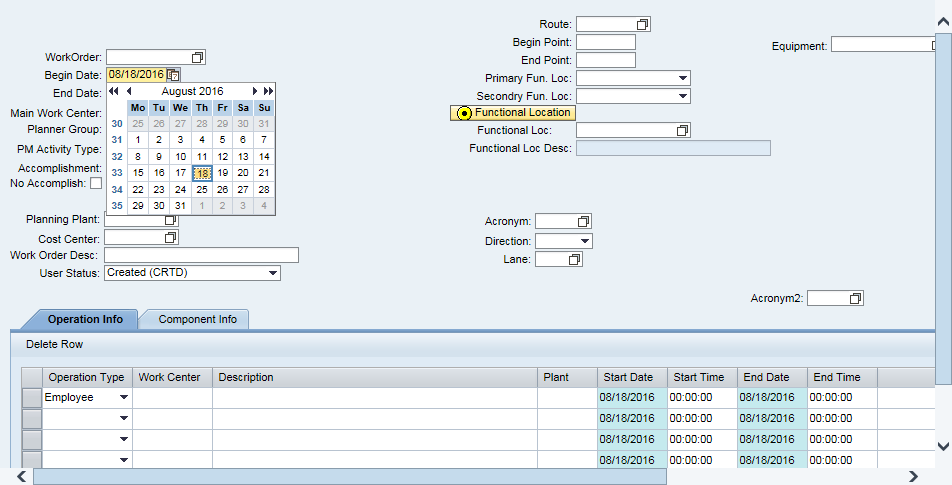 Route:
Begin Point:
Equipment:
WorkOrder:
End Point:
Begin Date: 08/18/2016
Primary Fun. Loc:
End Date:
Secondry Fun. Loc:
August 2016
Mo Tu We Th Fr Sa Su
30 25 26 27 28 29 30 31
31 1 2 3 4 5 6 7
32 8 9 10 11 12 13 14
33 15 16 17 18 19 20 21
34 22 23 24 25 26 27 28
35 29 30 31 1 2 3 4
Main Work Center:
Functional Location
Planner Group:
Functional Loc:
PM Activity Type:
Functional Loc Desc:
Accomplishment:
No Accomplish:
Planning Plant:
Acronym:
Cost Center:
Direction:
Work Order Desc:
Lane:
User Status: Created (CRTD)
Acronym2:
Operation Info Component Info
Delete Row
Operation Type Work Center Description Plant Start Date Start Time End Date End Time
Employee 08/18/2016 00:00:00 08/18/2016 00:00:00
08/18/2016 00:00:00 08/18/2016 00:00:00
08/18/2016 00:00:00 08/18/2016 00:00:00
08/18/2016 00:00:00 08/18/2016 00:00:00